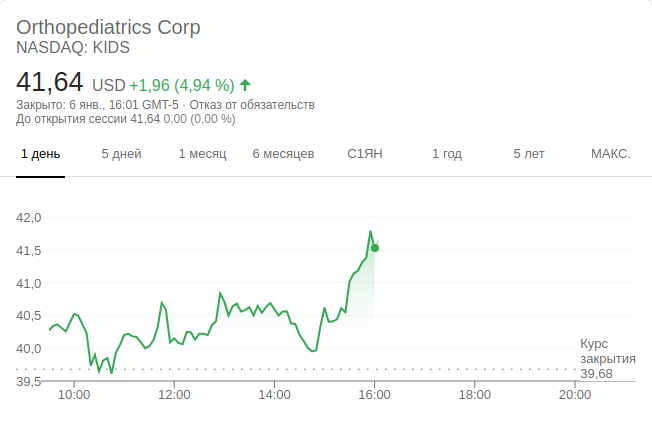 Orthopediatrics Corp
NASDAQ: KIDS
41,64 USD +1,96 (4,94 %)
Закрыто: 6 янв., 16:01 GMT-5 · Отказ от обязательств
До открытия сессии 41,64 0,00 (0,00 %)
1 день 5 дней 1 месяц 6 месяцев С1ЯН 1 год 5 лет МАКС.
42,0
41,5
41,0
40,5
40,0
39,5
Курс
закрытия
39,68
10:00 12:00 14:00 16:00 18:00 20:00